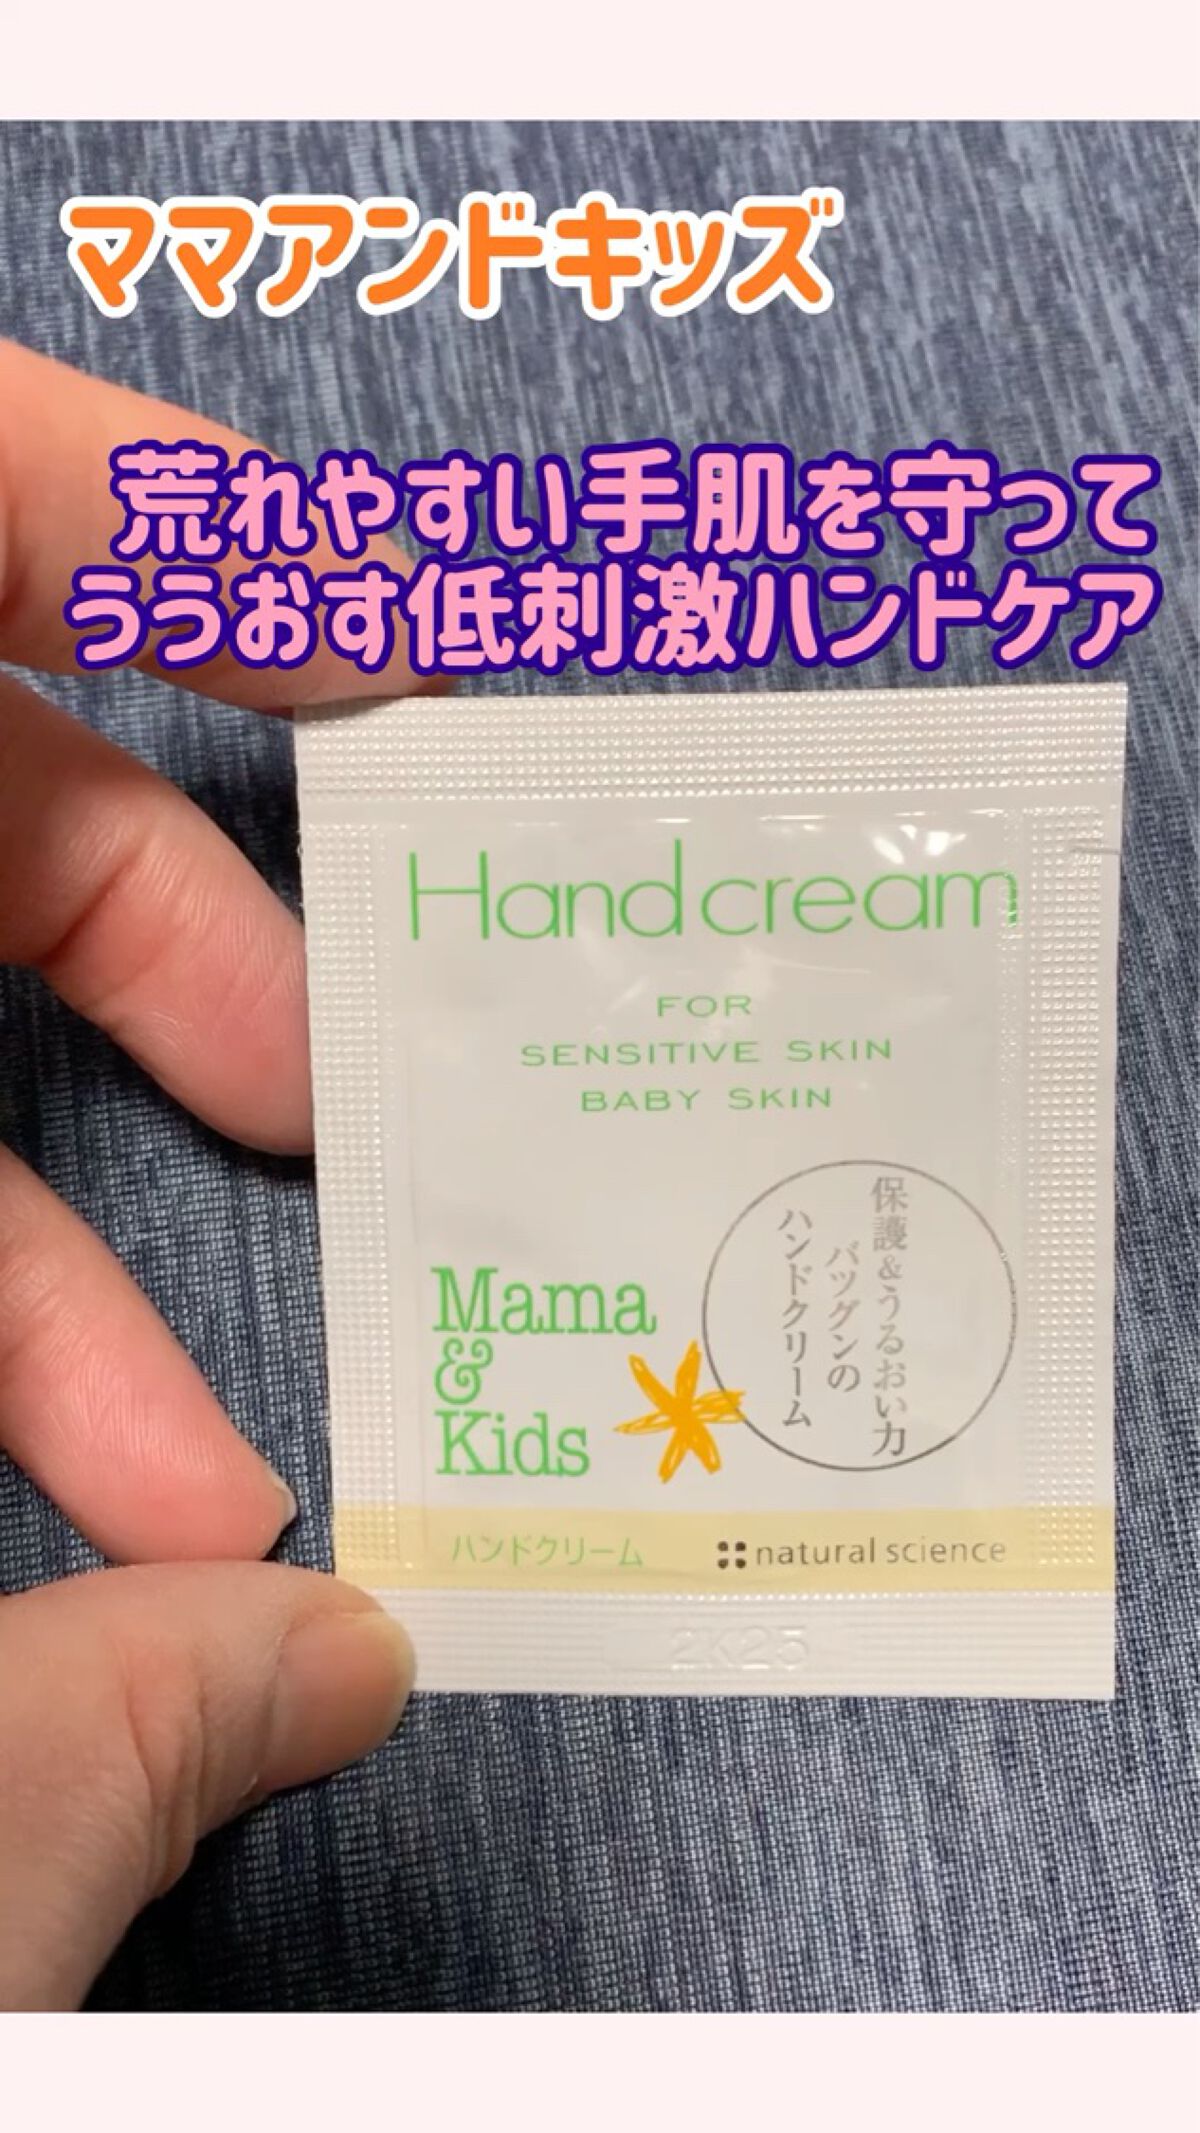 ママアンドキッズ
荒れやすい手肌を守って
ううおす低刺激ハンドケア
Hand cream
FOR
SENSITIVE SKIN
BABY SKIN
保護&うるおい力
バツグンの
ハンドクリーム
Mama
&
Kids
ハンドクリーム
natural science
2K25